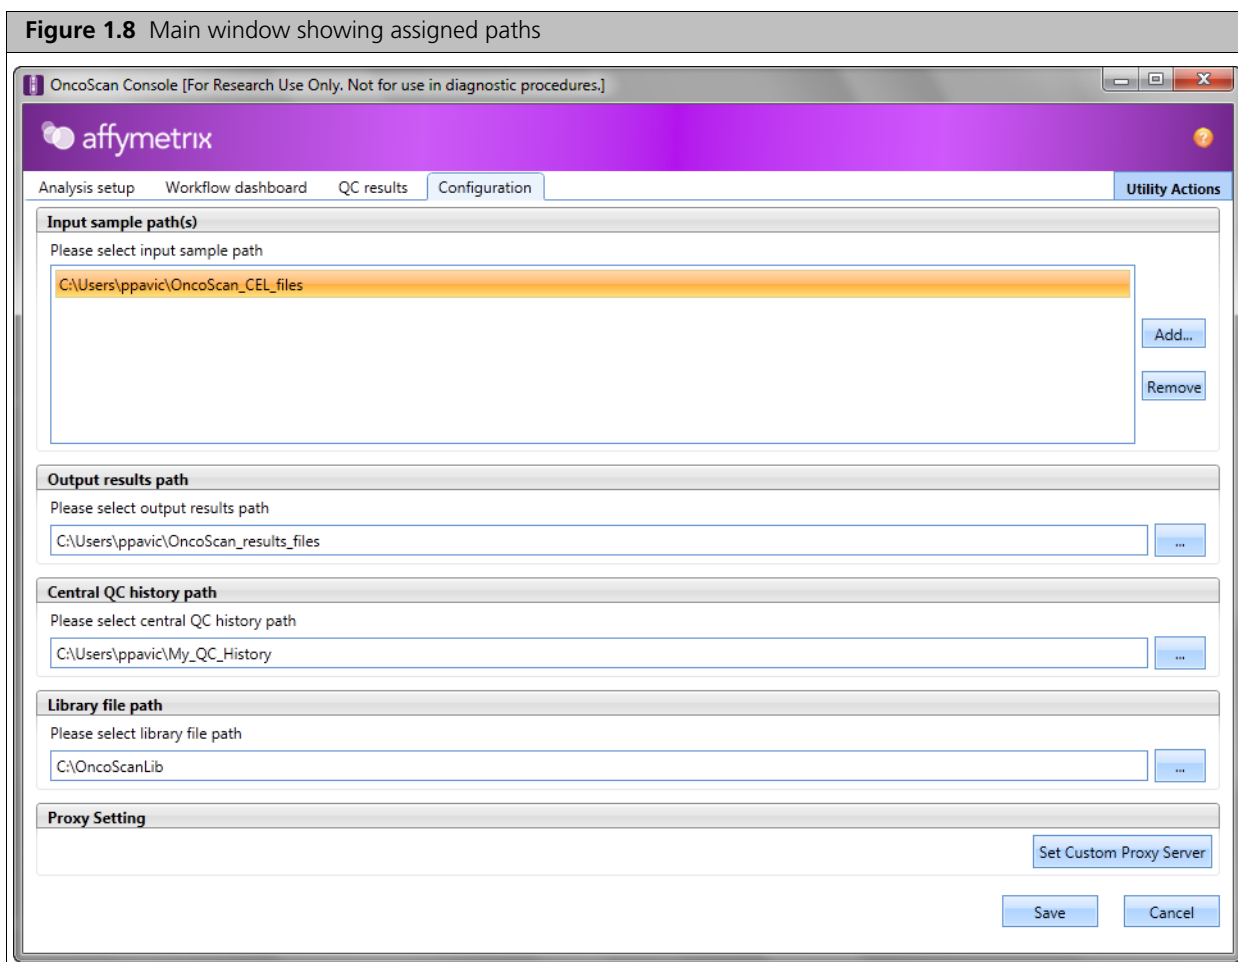 Figure 1.8 Main window showing assigned paths
OncoScan Console [For Research Use Only. Not for use in diagnostic procedures.]
affymetrix
?
Analysis setup Workflow dashboard QC results Configuration Utility Actions
Input sample path(s)
Please select input sample path
C:\Users\ppavic\OncoScan_CEL_files
Add...
Remove
Output results path
Please select output results path
C:\Users\ppavic\OncoScan_results_files ...
Central QC history path
Please select central QC history path
C:\Users\ppavic\My_QC_History ...
Library file path
Please select library file path
C:\OncoScanLib ...
Proxy Setting
Set Custom Proxy Server
Save Cancel